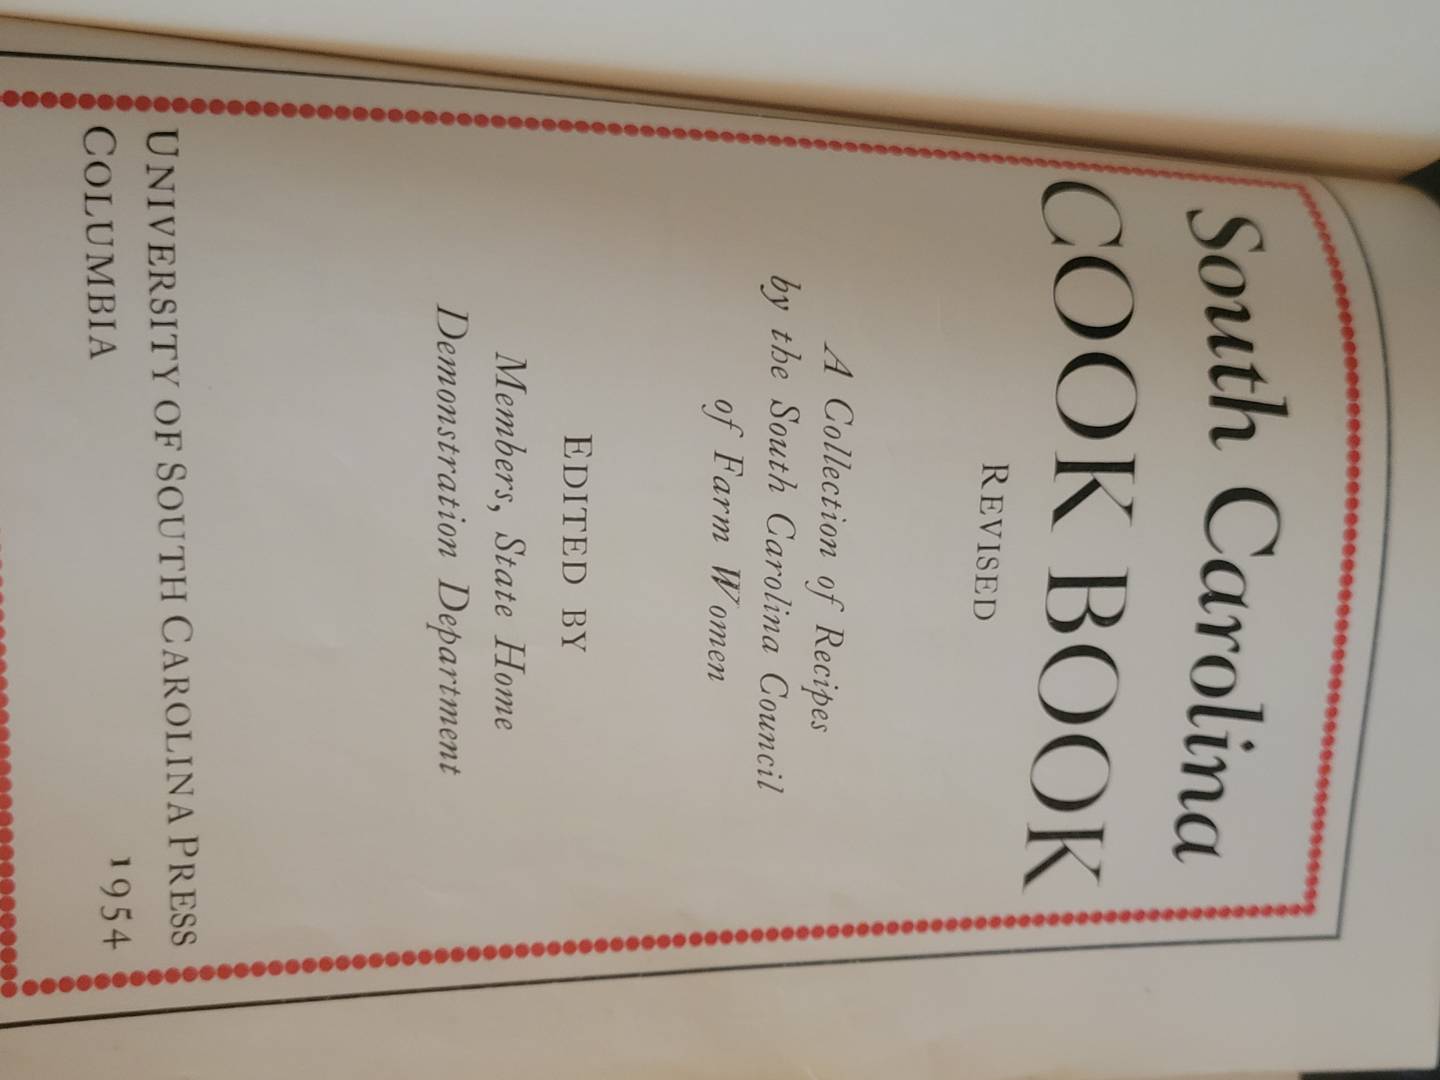 South Carolina
COOK BOOK
REVISED
A Collection of Recipes
by the South Carolina Council
of Farm Women
EDITED BY
Members, State Home
Demonstration Department
UNIVERSITY OF SOUTH CAROLINA PRESS
COLUMBIA 1954